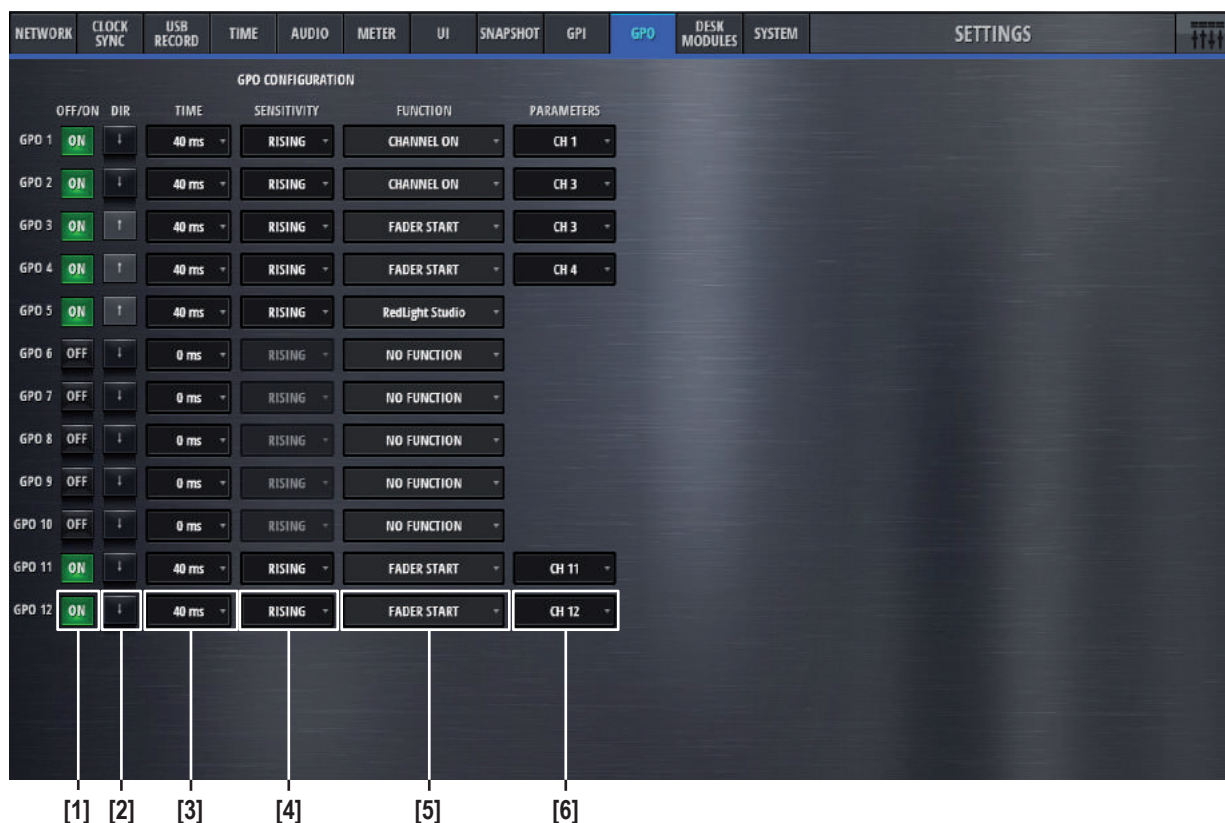 NETWORK CLOCK SYNC USB RECORD TIME AUDIO METER UI SNAPSHOT GPI GPO DESK MODULES SYSTEM SETTINGS
GPO CONFIGURATION
OFF/ON DIR TIME SENSITIVITY FUNCTION PARAMETERS
GPO 1 ON ↓ 40 ms RISING CHANNEL ON CH 1
GPO 2 ON ↓ 40 ms RISING CHANNEL ON CH 3
GPO 3 ON ↑ 40 ms RISING FADER START CH 3
GPO 4 ON ↑ 40 ms RISING FADER START CH 4
GPO 5 ON ↑ 40 ms RISING RedLight Studio
GPO 6 OFF ↓ 0 ms RISING NO FUNCTION
GPO 7 OFF ↓ 0 ms RISING NO FUNCTION
GPO 8 OFF ↓ 0 ms RISING NO FUNCTION
GPO 9 OFF ↓ 0 ms RISING NO FUNCTION
GPO 10 OFF ↓ 0 ms RISING NO FUNCTION
GPO 11 ON ↓ 40 ms RISING FADER START CH 11
GPO 12 ON ↓ 40 ms RISING FADER START CH 12
[1] [2] [3] [4] [5] [6]